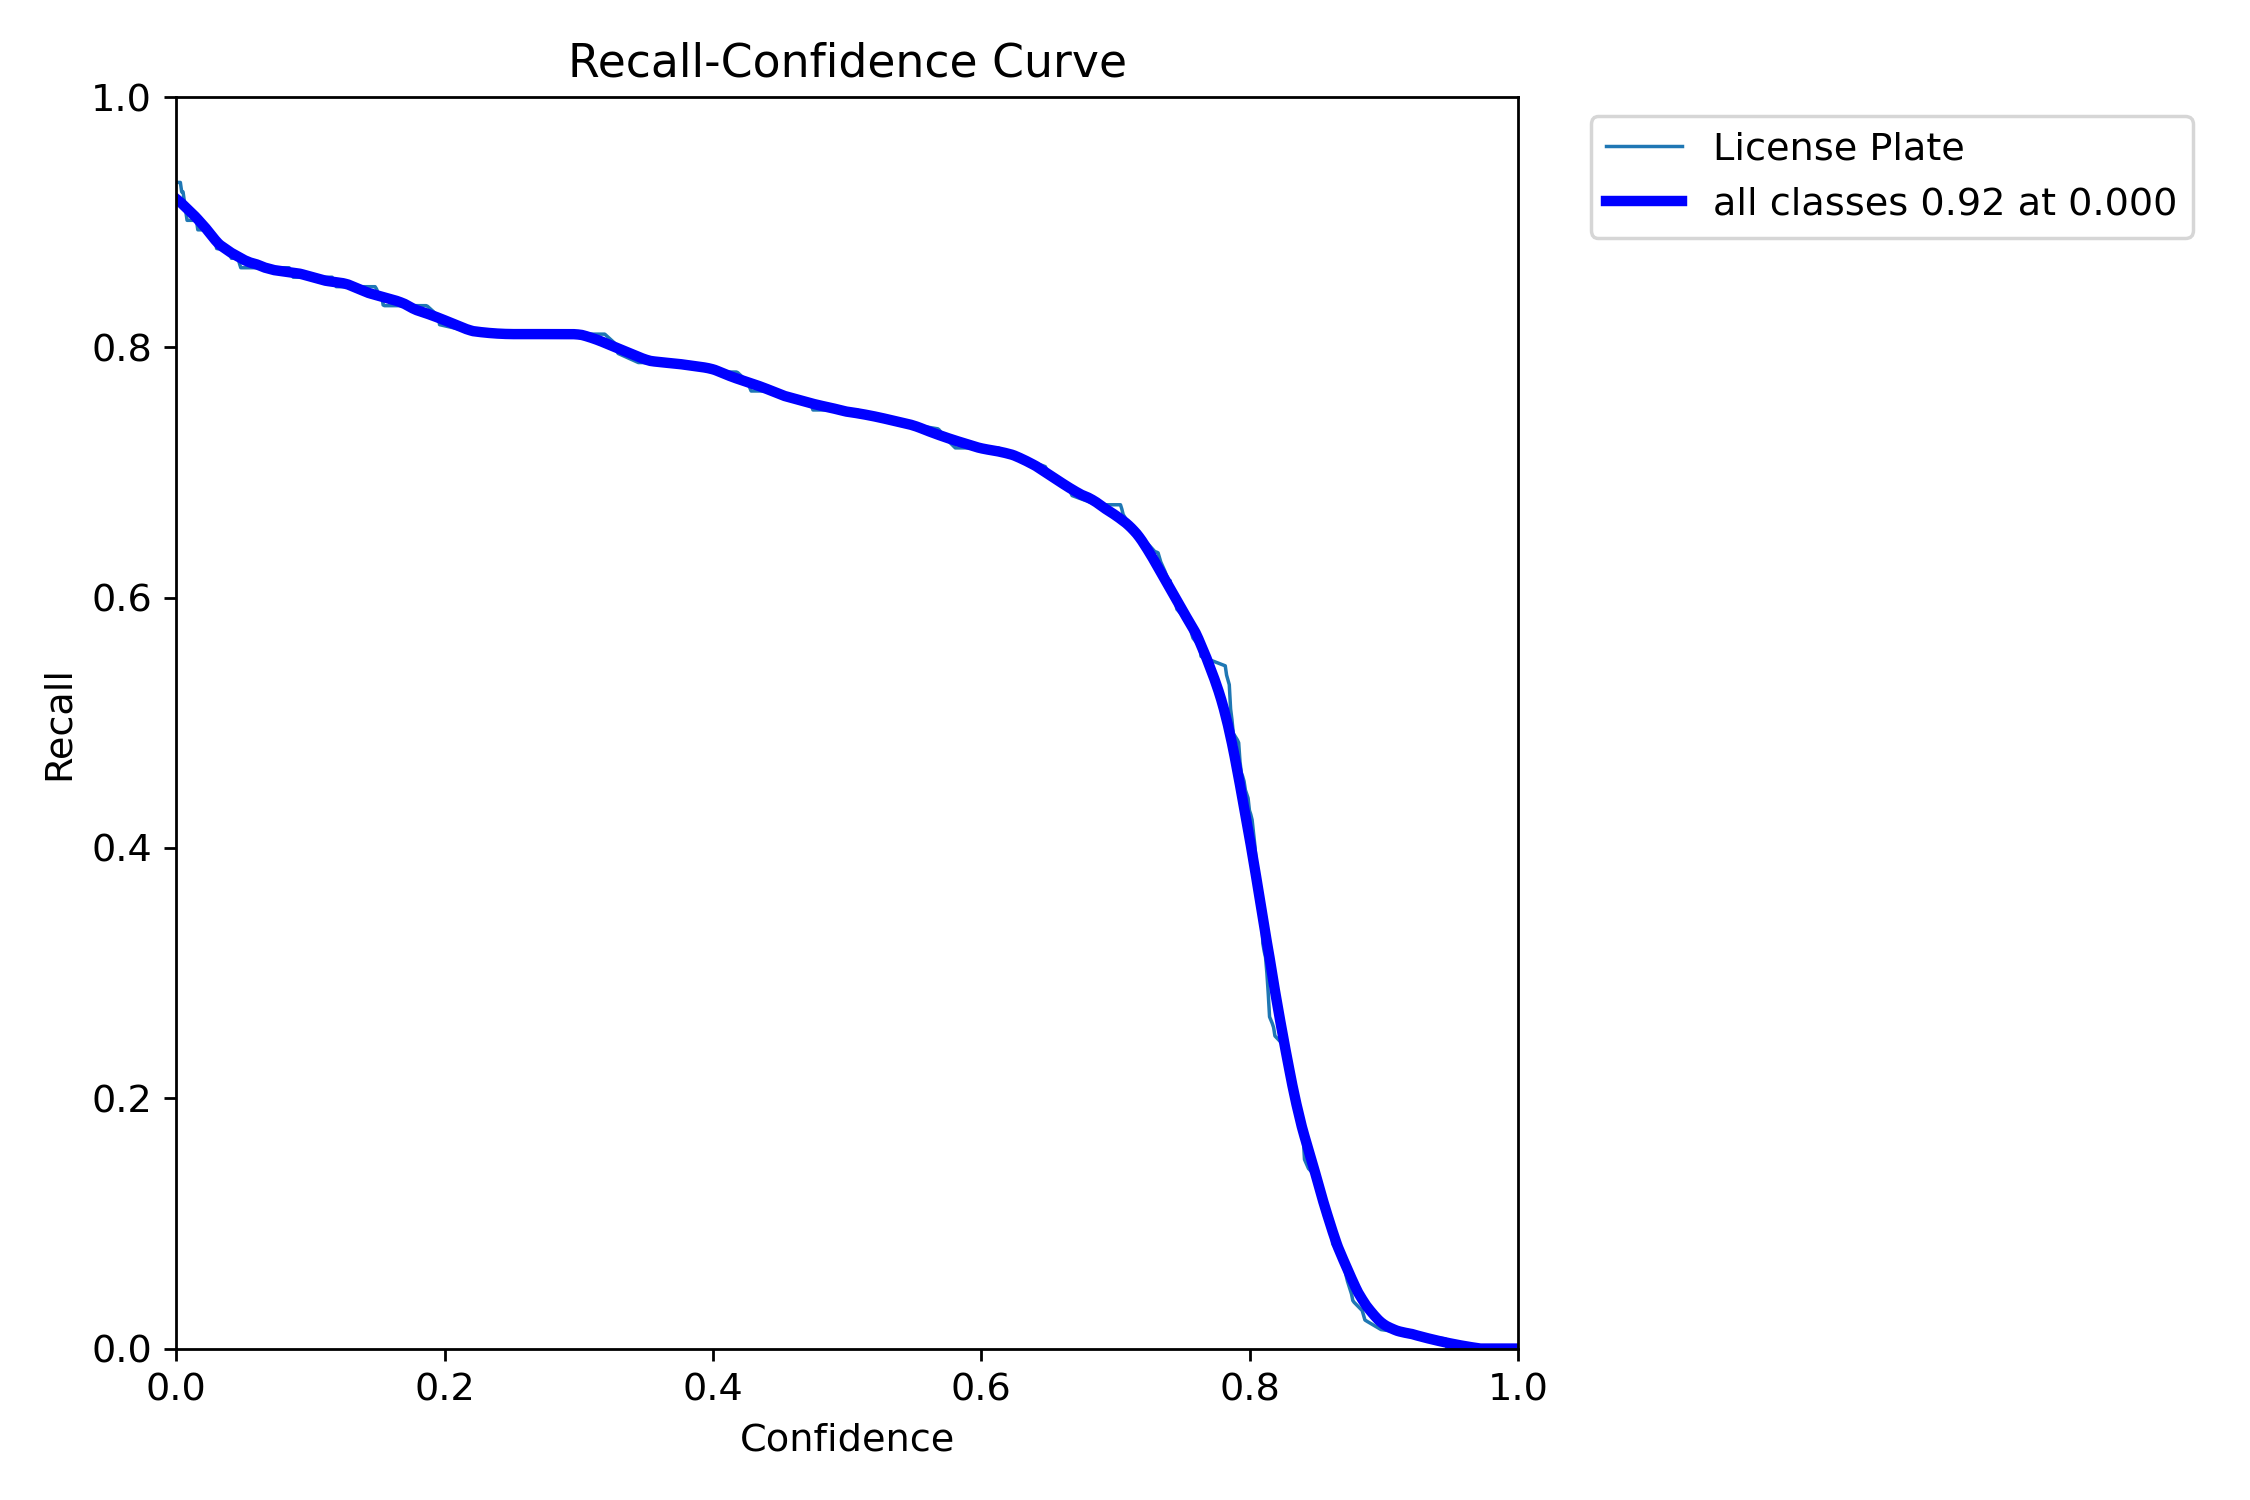 Recall-Confidence Curve
1.0
0.8
0.6
0.4
0.2
0.0
Recall
0.0 0.2 0.4 0.6 0.8 1.0
Confidence
License Plate
all classes 0.92 at 0.000